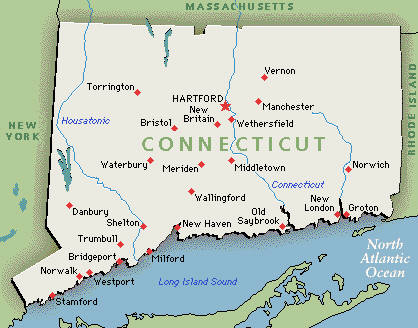 MASSACHUSETTS
Vernon
Torrington
HARTFORD
Manchester
New
Britain
Housatonic
Bristol
Wethersfield
NEW
YORK
RHODE ISLAND
CONNECTICUT
Waterbury
Meriden
Middletown
Norwich
Connecticut
Wallingford
Danbury
New
London
Groton
Old
Saybrook
Shelton
New Haven
Trumbull
Bridgeport
Milford
North
Atlantic
Ocean
Norwalk
Westport
Long Island Sound
Stamford